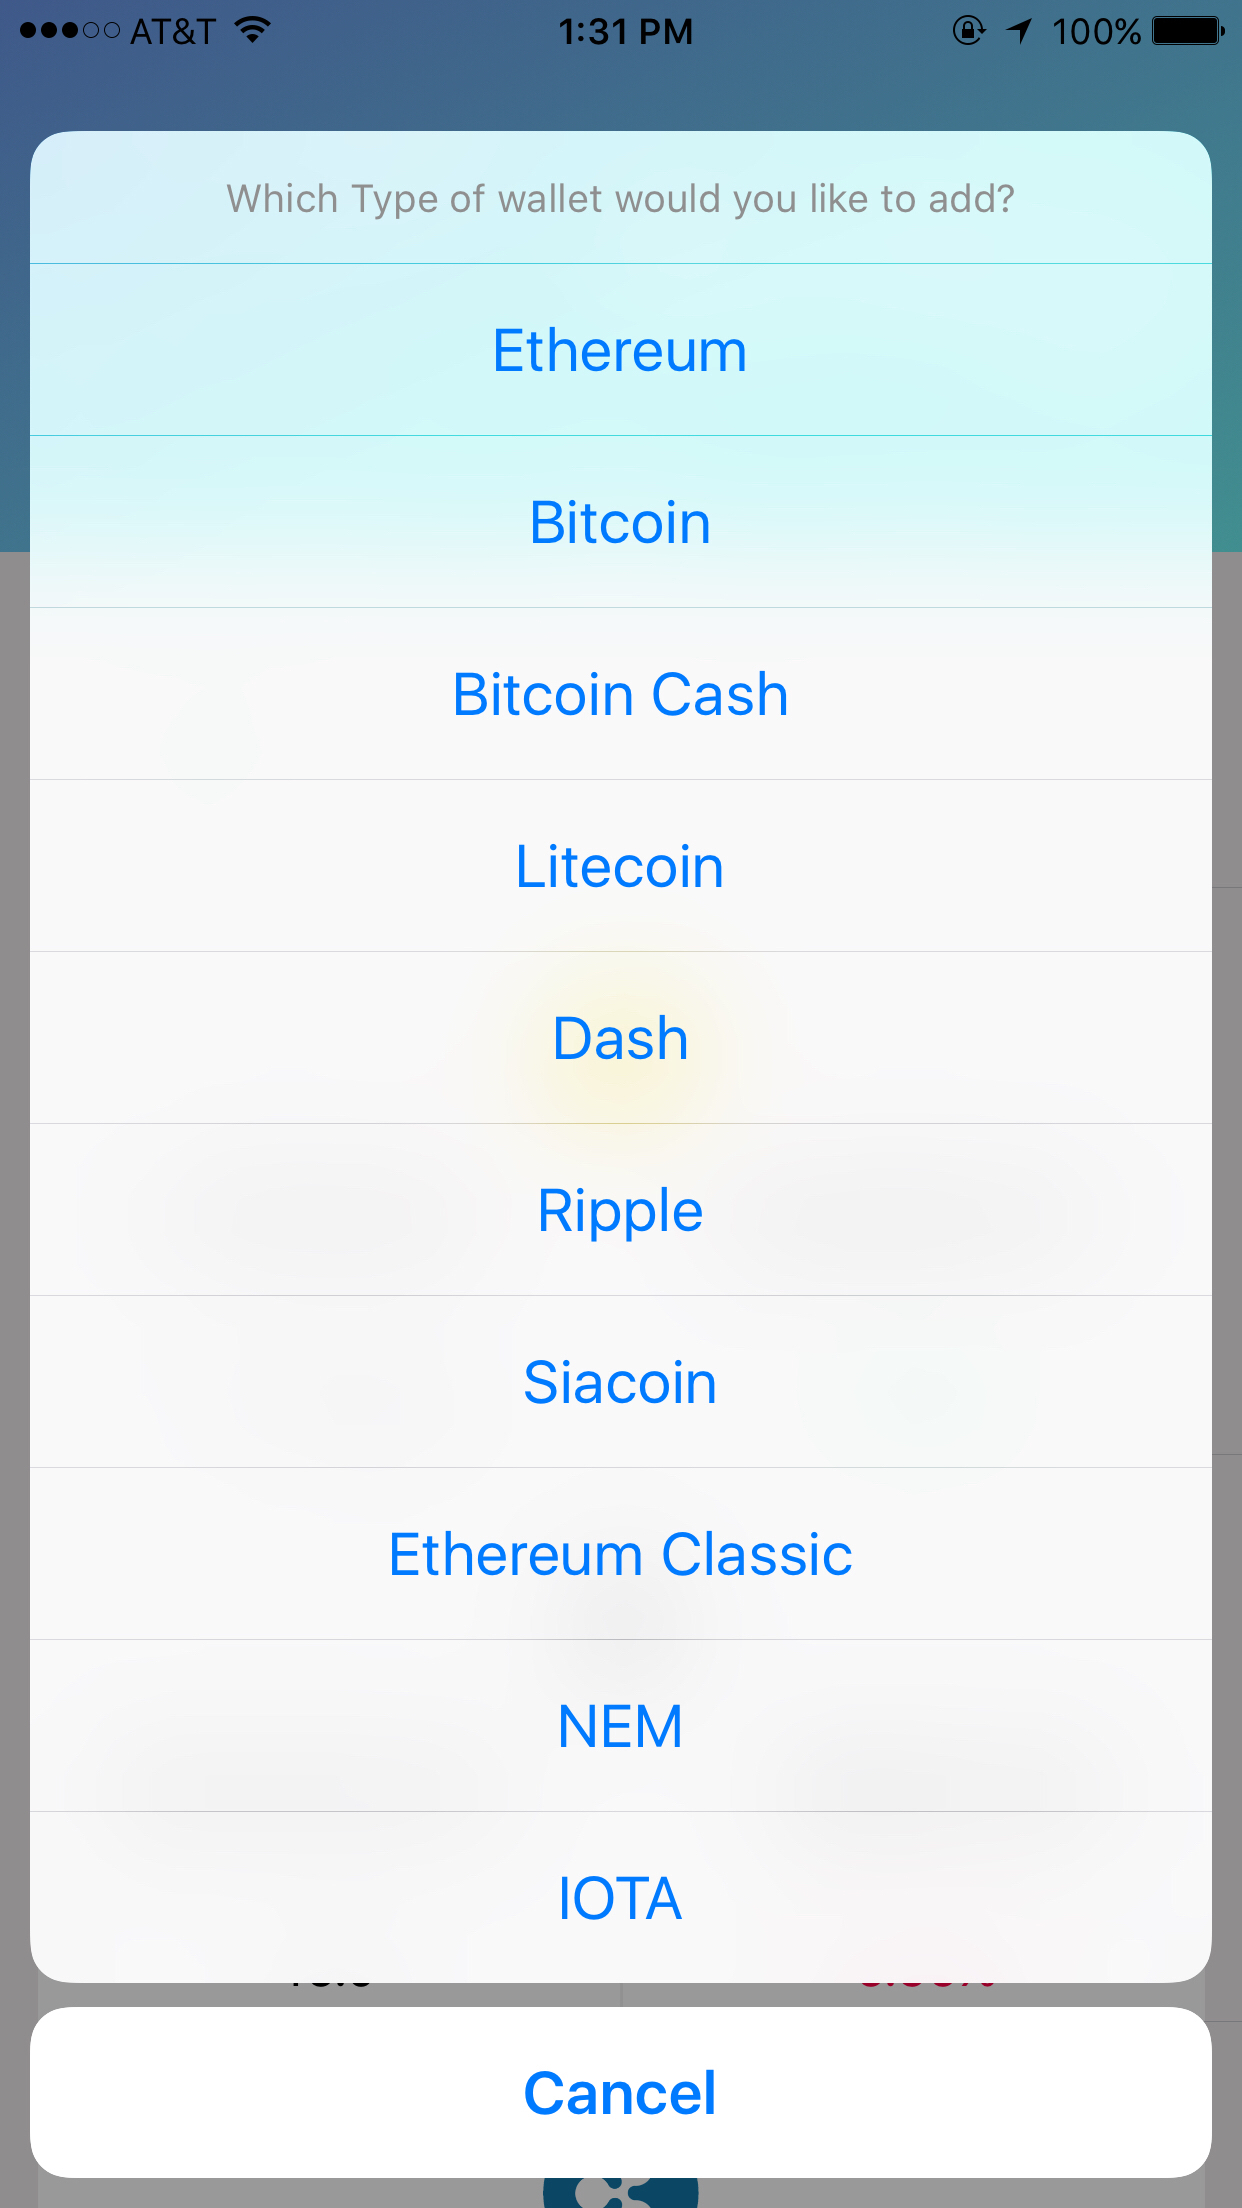 AT&T 1:31 PM 100%
Which Type of wallet would you like to add?
Ethereum
Bitcoin
Bitcoin Cash
Litecoin
Dash
Ripple
Siacoin
Ethereum Classic
NEM
IOTA
Cancel